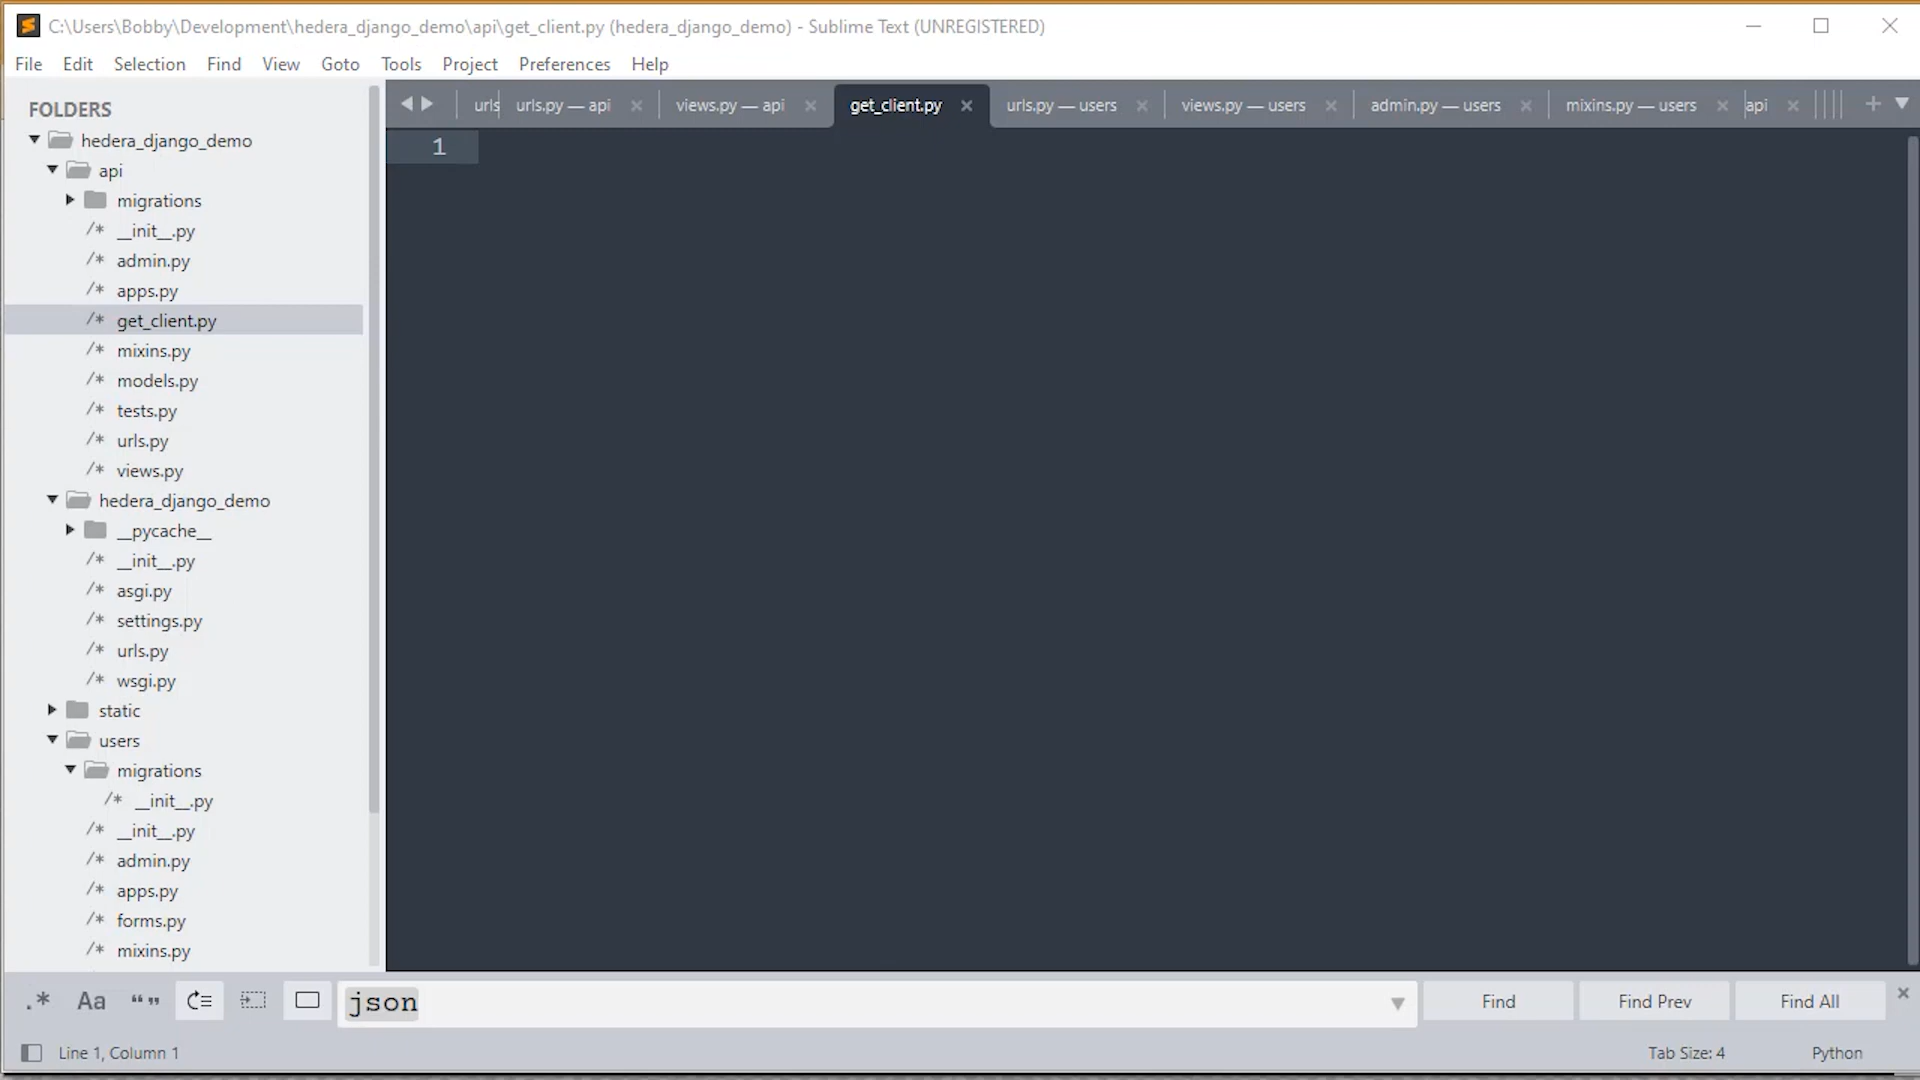 C:\Users\Bobby\Development\hedera_django_demo\api\get_client.py (hedera_django_demo) - Sublime Text (UNREGISTERED)
File Edit Selection Find View Goto Tools Project Preferences Help
FOLDERS
hedera_django_demo
api
migrations
/* __init__.py
/* admin.py
/* apps.py
/* get_client.py
/* mixins.py
/* models.py
/* tests.py
/* urls.py
/* views.py
hedera_django_demo
__pycache__
/* __init__.py
/* asgi.py
/* settings.py
/* urls.py
/* wsgi.py
static
users
migrations
/* __init__.py
/* __init__.py
/* admin.py
/* apps.py
/* forms.py
/* mixins.py
urls urls.py — api views.py — api get_client.py urls.py — users views.py — users admin.py — users mixins.py — users api
1
.* Aa “” json Find Find Prev Find All
Line 1, Column 1 Tab Size: 4 Python